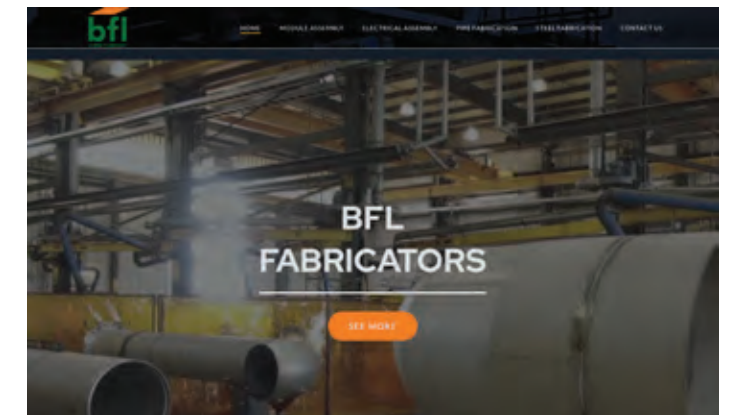 bfl
HOME MODULE ASSEMBLY ELECTRICAL ASSEMBLY PIPE FABRICATION STEEL FABRICATION CONTACT US
BFL
FABRICATORS
SEE MORE